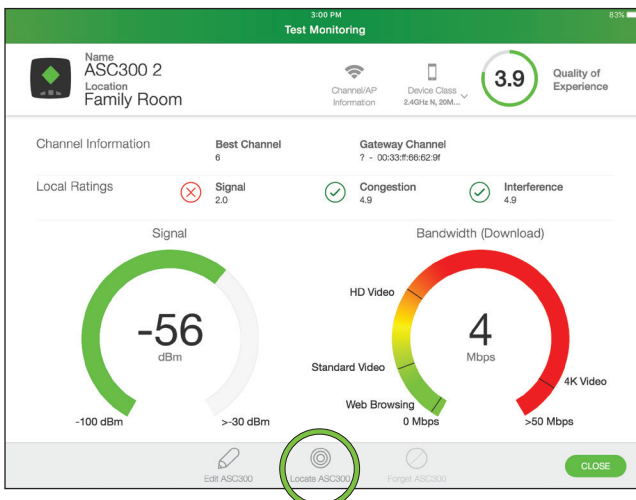 3:00 PM
83%
Test Monitoring
Name
ASC300 2
Location
Family Room
Channel/AP
Information
Device Class
2.4GHz N, 20M...
3.9
Quality of
Experience
Channel Information
Best Channel
6
Gateway Channel
? - 00:33:ff:66:62:9f
Local Ratings
Signal
2.0
Congestion
4.9
Interference
4.9
Signal
-56
dBm
-100 dBm
>-30 dBm
Bandwidth (Download)
HD Video
4
Mbps
Standard Video
4K Video
Web Browsing
0 Mbps
>50 Mbps
Edit ASC300
Locate ASC300
Forget ASC300
CLOSE